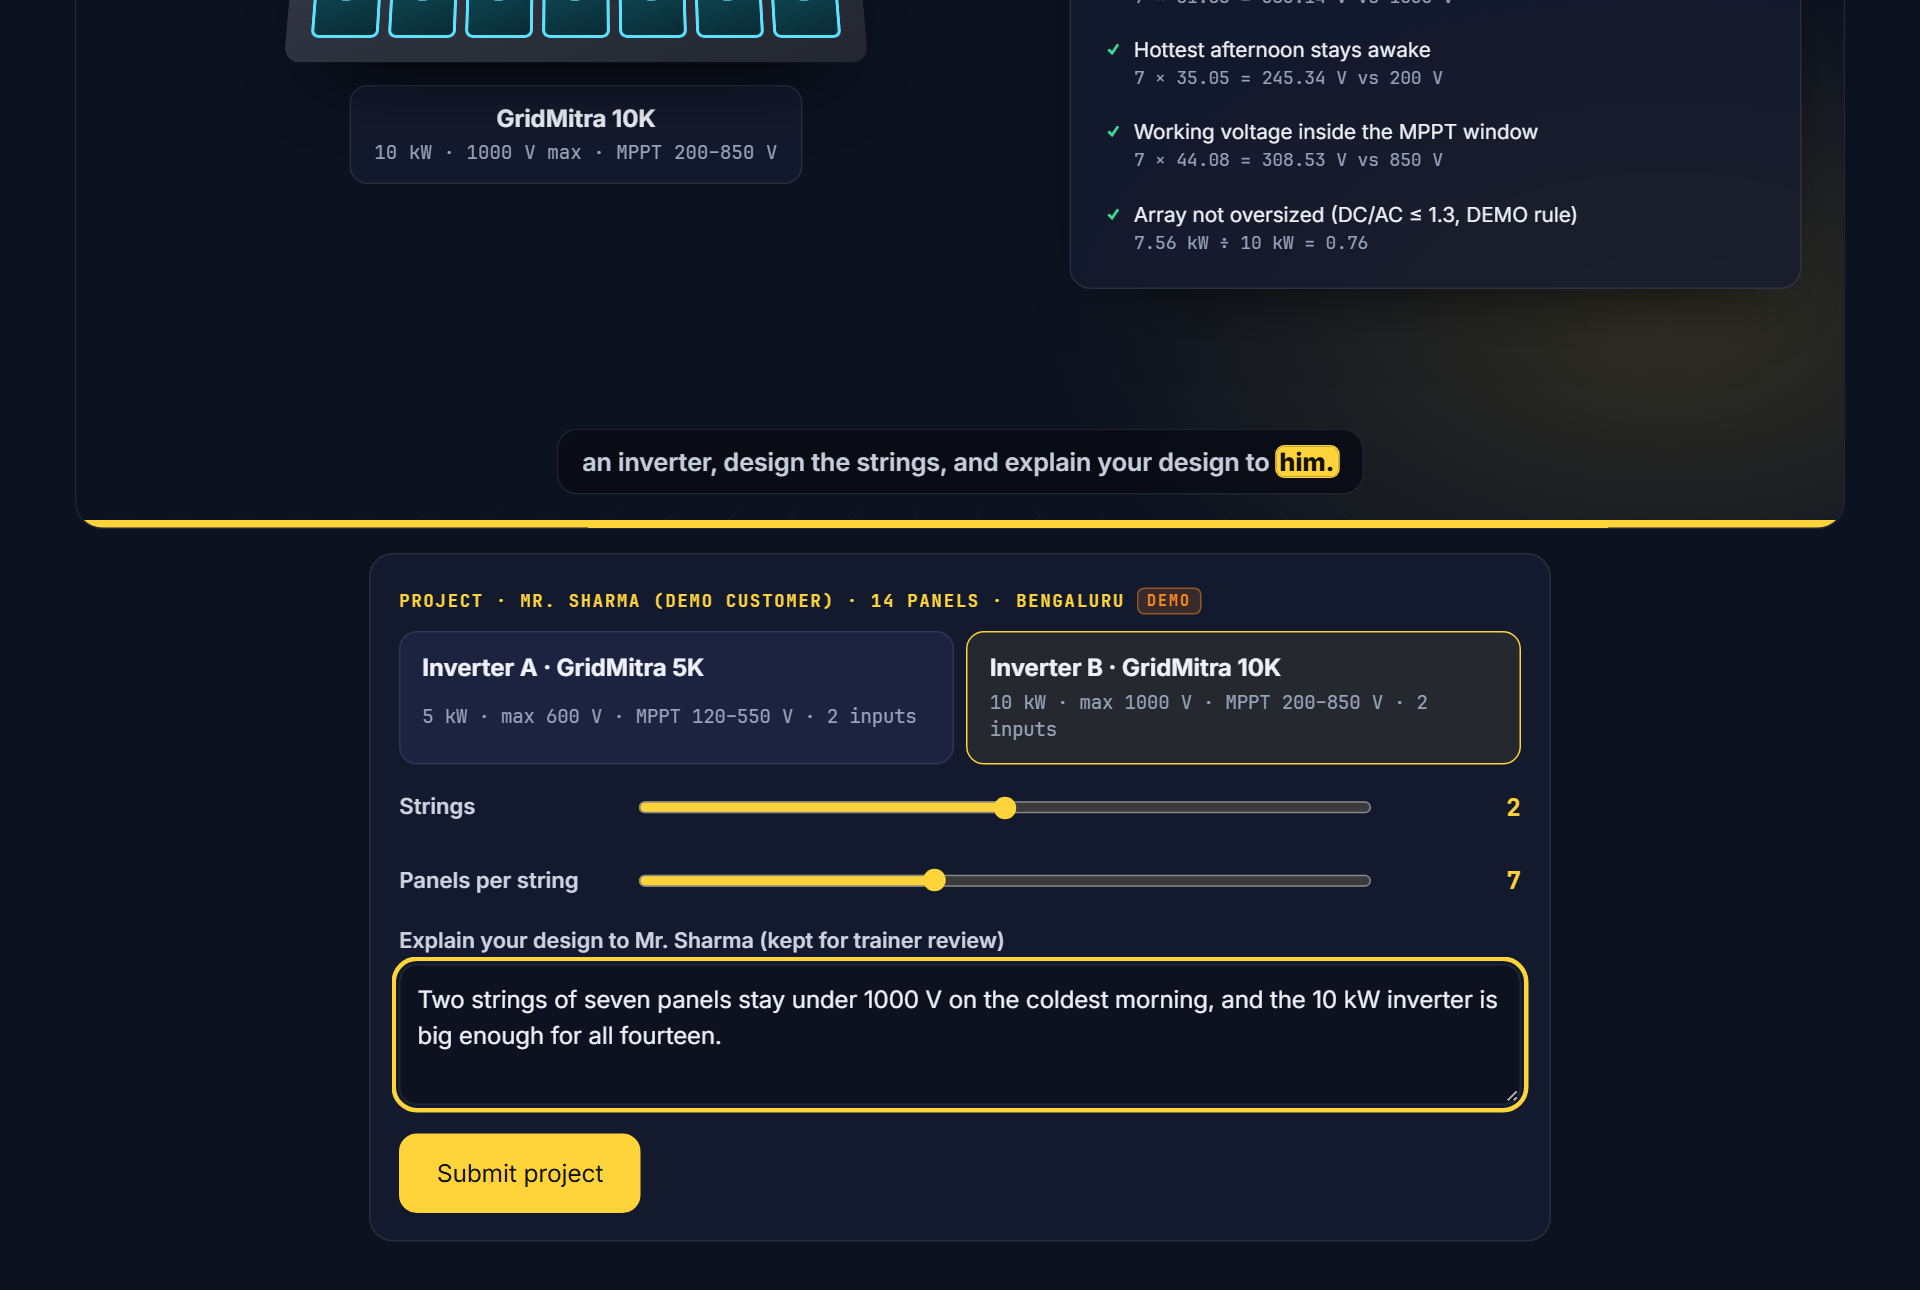 Hottest afternoon stays awake
7 × 35.05 = 245.34 V vs 200 V
GridMitra 10K
10 kW · 1000 V max · MPPT 200–850 V
Working voltage inside the MPPT window
7 × 44.08 = 308.53 V vs 850 V
Array not oversized (DC/AC ≤ 1.3, DEMO rule)
7.56 kW ÷ 10 kW = 0.76
an inverter, design the strings, and explain your design to him.
PROJECT · MR. SHARMA (DEMO CUSTOMER) · 14 PANELS · BENGALURU DEMO
Inverter A · GridMitra 5K
5 kW · max 600 V · MPPT 120–550 V · 2 inputs
Inverter B · GridMitra 10K
10 kW · max 1000 V · MPPT 200–850 V · 2
inputs
Strings 2
Panels per string 7
Explain your design to Mr. Sharma (kept for trainer review)
Two strings of seven panels stay under 1000 V on the coldest morning, and the 10 kW inverter is
big enough for all fourteen.
Submit project